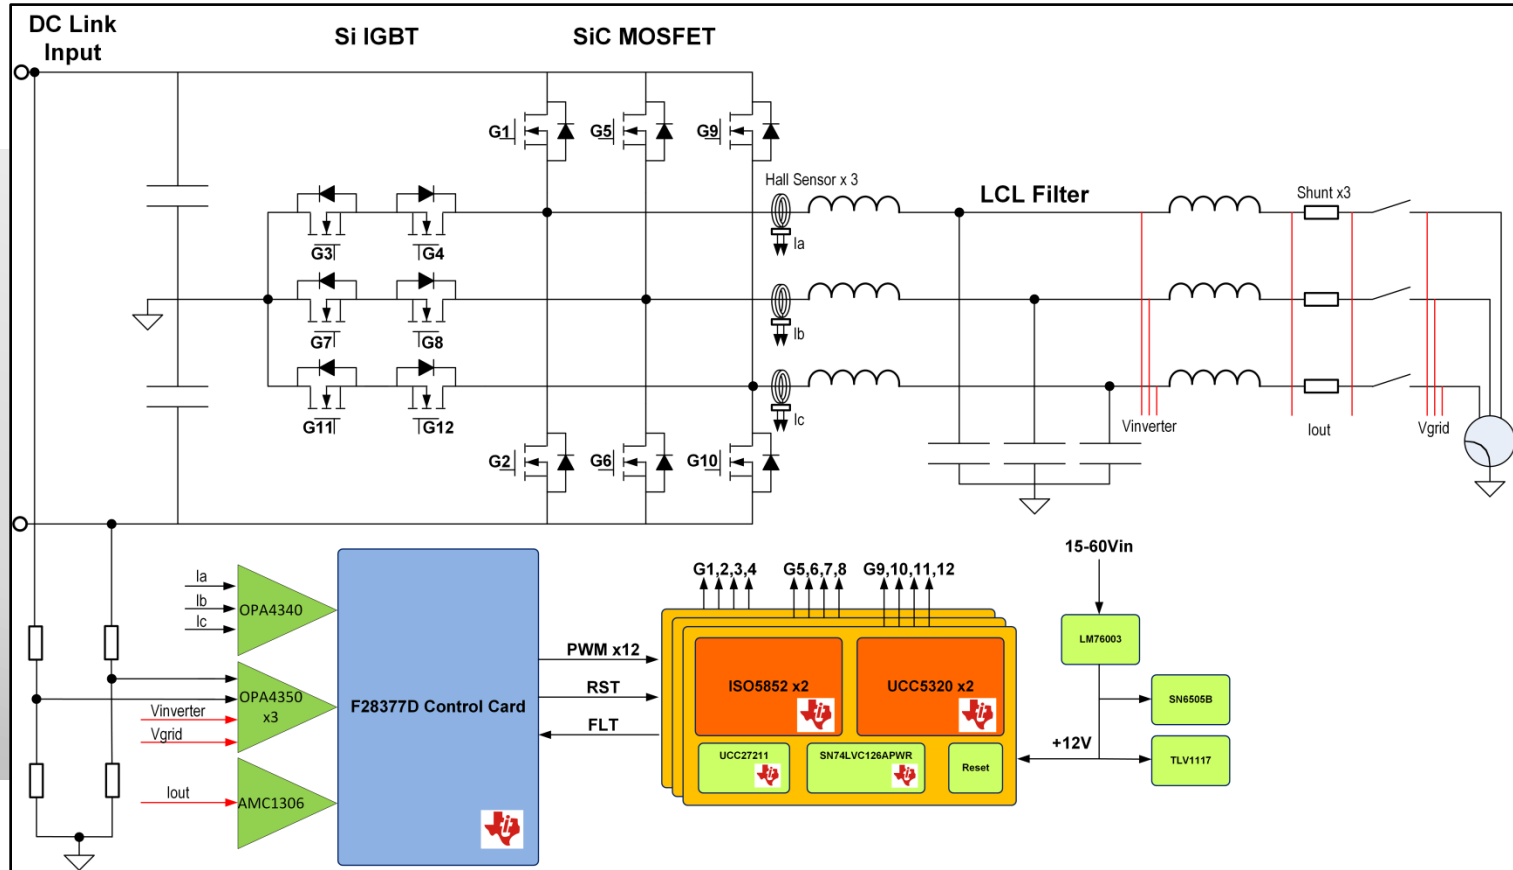 DC Link
Input
Si IGBT
SiC MOSFET
G1
G5
G9
Hall Sensor x 3
LCL Filter
Shunt x3
G3
G4
Ia
G7
G8
Ib
G11
G12
Ic
Vinverter
Iout
Vgrid
G2
G6
G10
15-60Vin
G1,2,3,4
G5,6,7,8
G9,10,11,12
Ia
Ib
Ic
OPA4340
LM76003
PWM x12
RST
FLT
ISO5852 x2
UCC5320 x2
OPA4350
x3
Vinverter
Vgrid
F28377D Control Card
SN6505B
+12V
UCC27211
SN74LVC126APWR
Reset
TLV1117
Iout
AMC1306